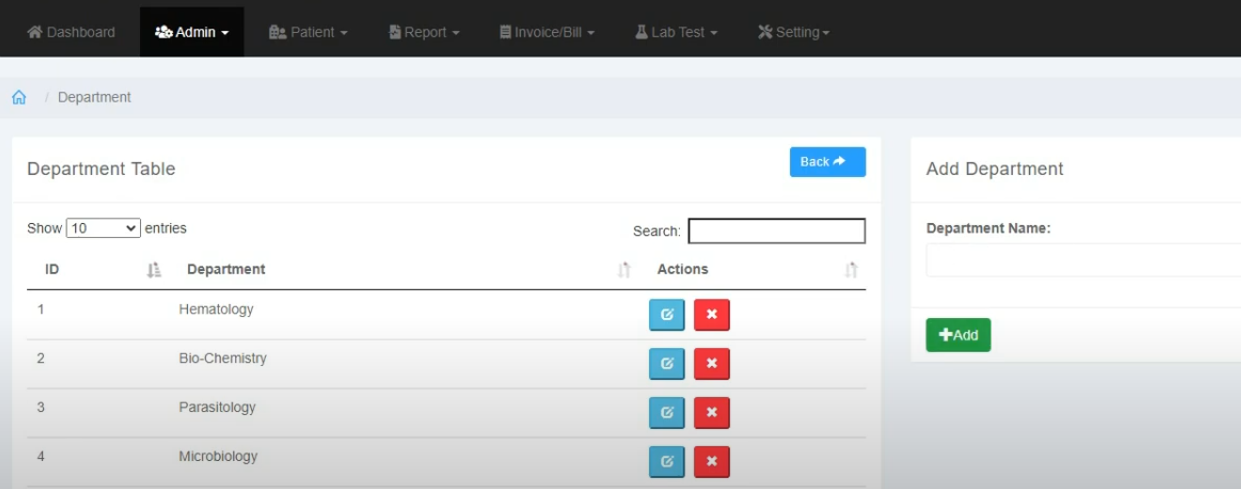 Dashboard Admin Patient Report Invoice/Bill Lab Test Setting
/ Department
Department Table Back
Show 10 entries Search:
ID Department Actions
1 Hematology
2 Bio-Chemistry
3 Parasitology
4 Microbiology
Add Department
Department Name:
Add